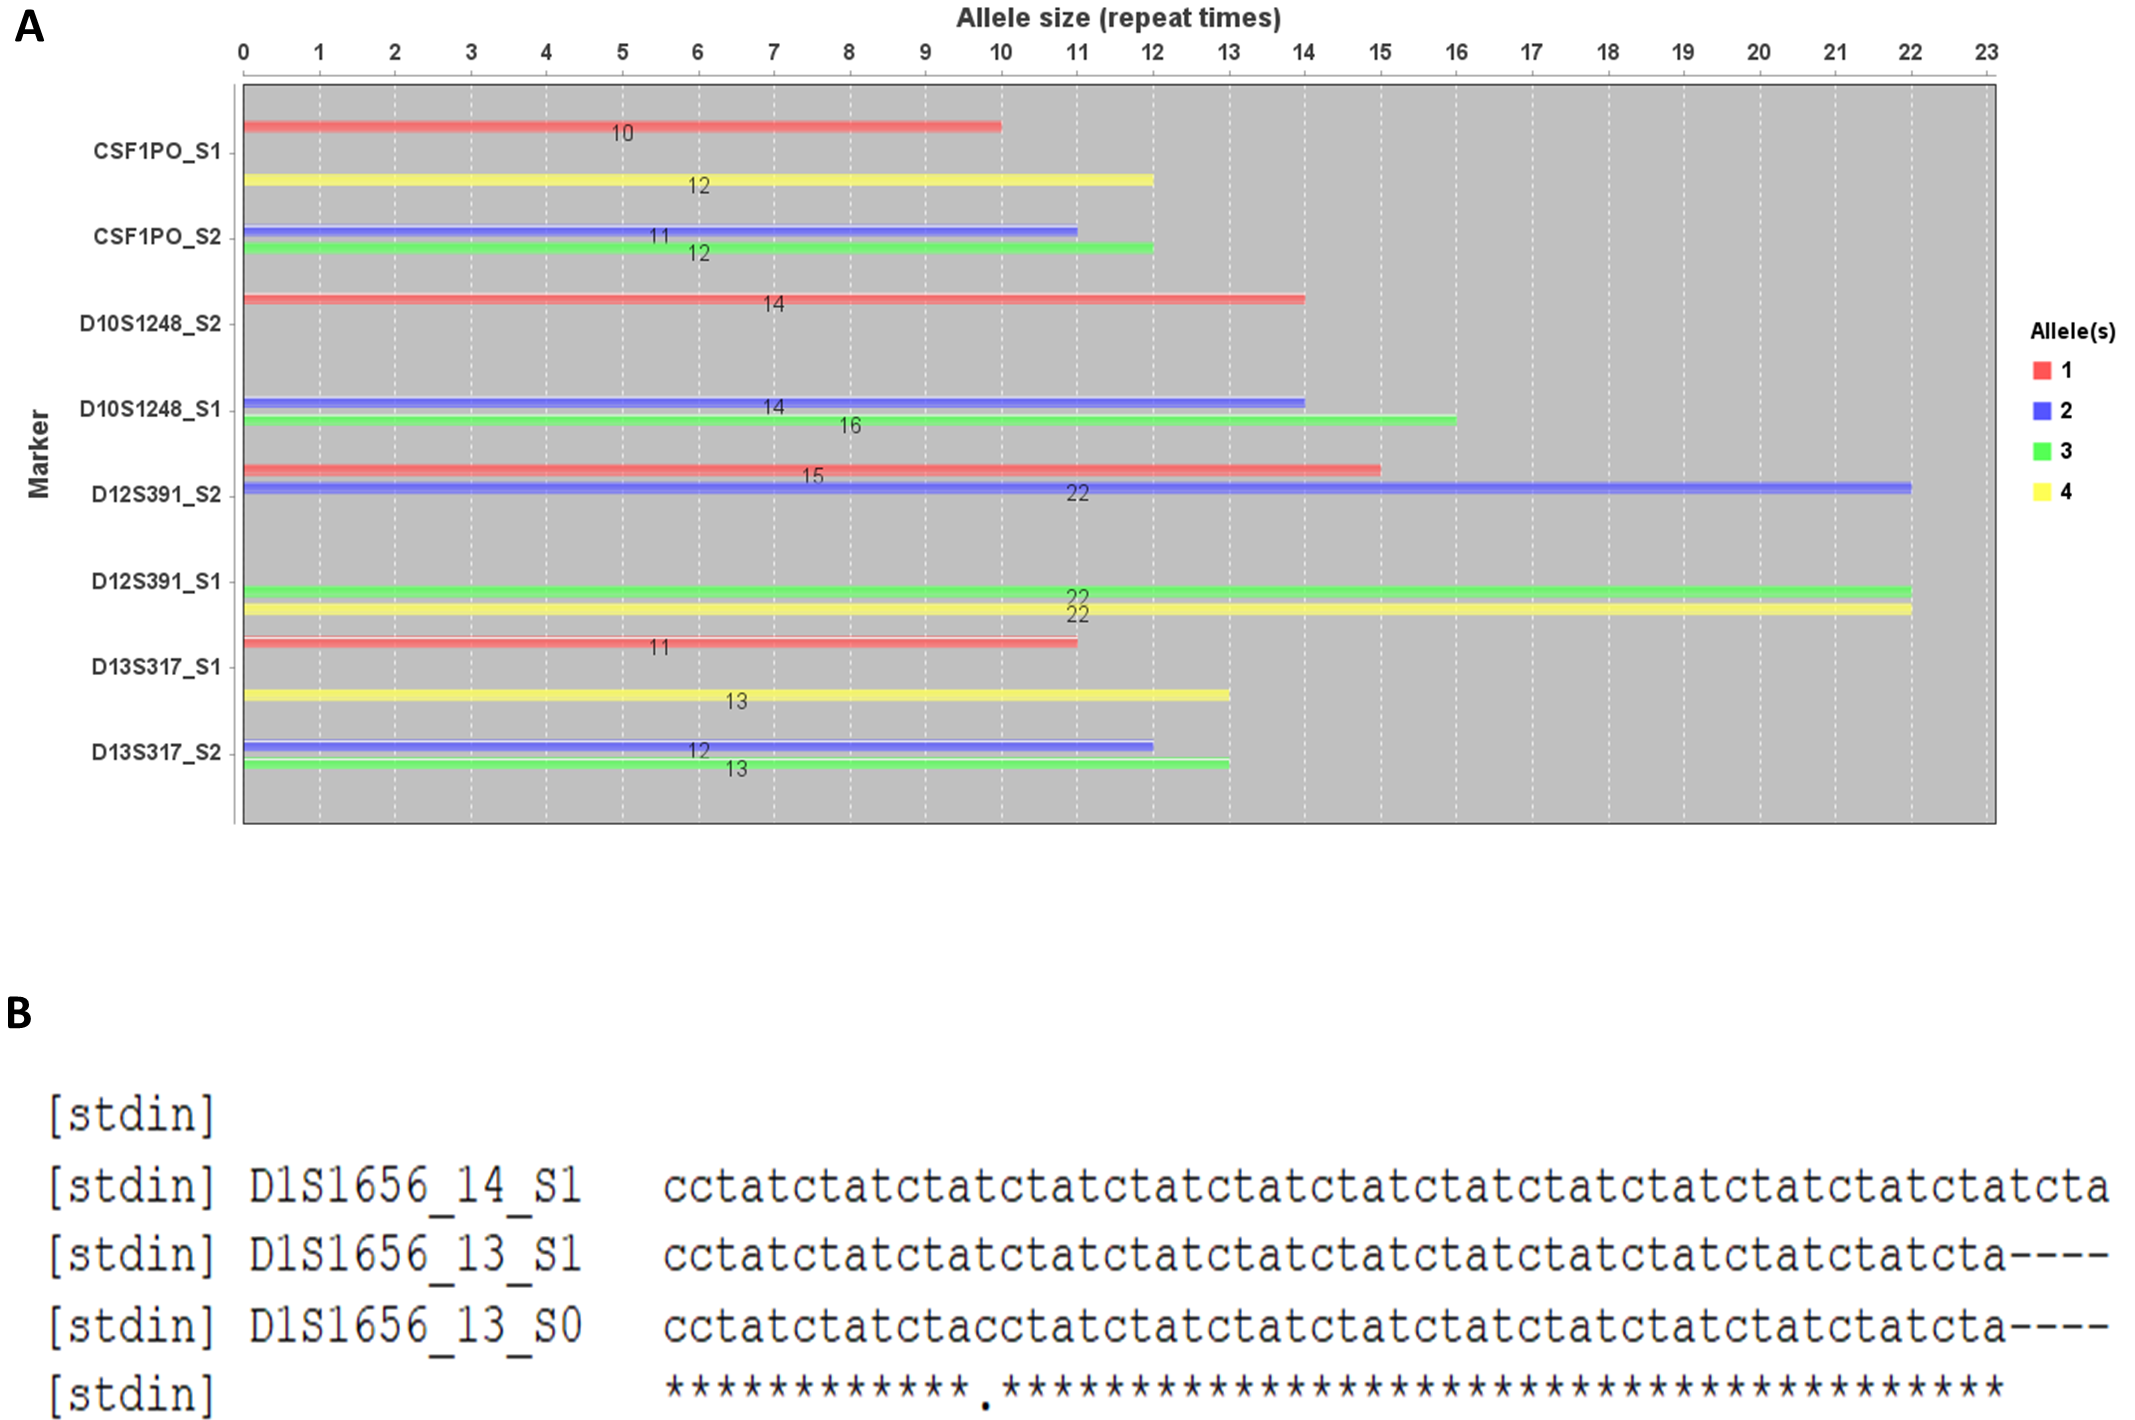 A
Allele size (repeat times)
0 1 2 3 4 5 6 7 8 9 10 11 12 13 14 15 16 17 18 19 20 21 22 23
Marker
CSF1PO_S1
10
12
CSF1PO_S2
11
12
D10S1248_S2
14
D10S1248_S1
14
16
D12S391_S2
15
22
D12S391_S1
22
22
D13S317_S1
11
13
D13S317_S2
12
13
Allele(s)
1
2
3
4
B
[stdin]
[stdin] D1S1656_14_S1 cctatctatctatctatctatctatctatctatctatctatctatctatctatcta
[stdin] D1S1656_13_S1 cctatctatctatctatctatctatctatctatctatctatctatctatcta----
[stdin] D1S1656_13_S0 cctatctatctacctatctatctatctatctatctatctatctatctatcta----
[stdin] ************.***************************************